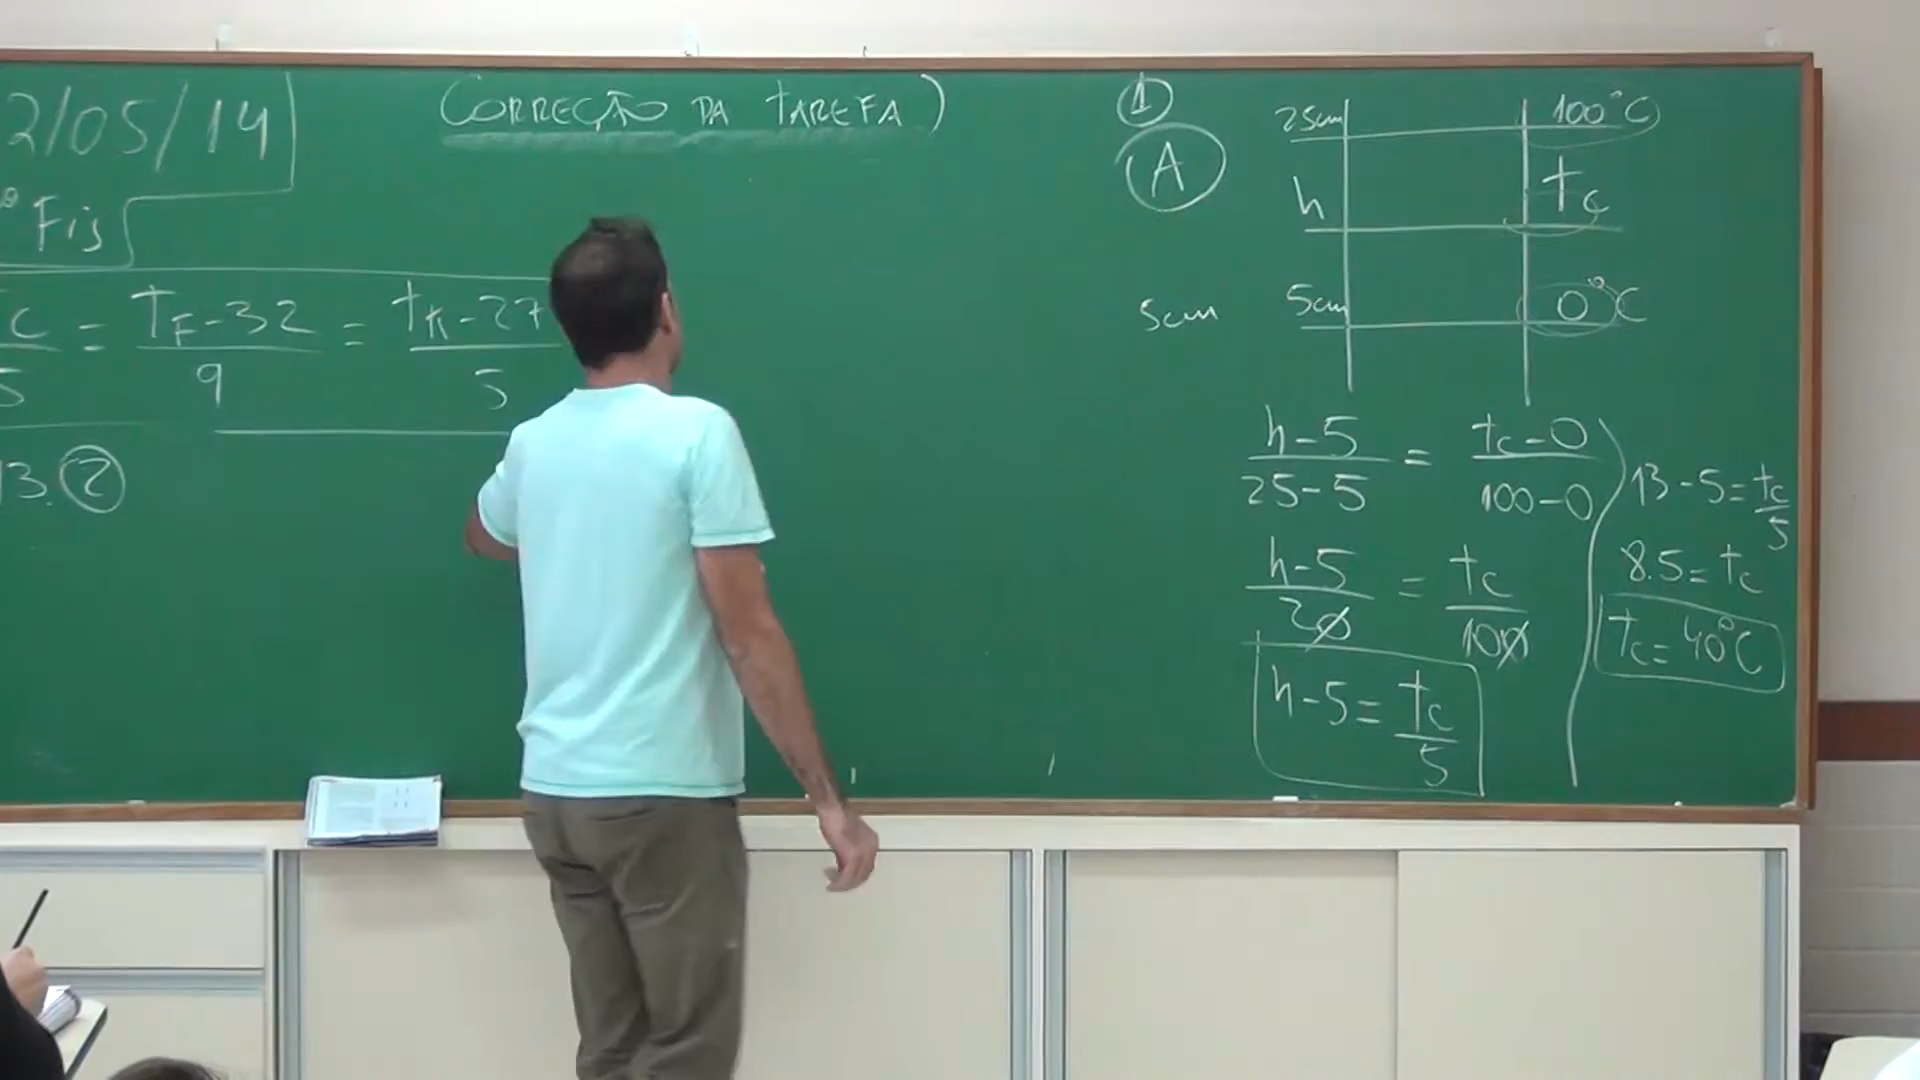 2/05/14
º Fis
(CORREÇÃO DA TAREFA)
C/5 = (TF-32)/9 = (tK-27)/5
13. 2
1
A
25cm 100°C
h tc
5cm 5cm 0°C
(h-5)/(25-5) = (tc-0)/(100-0)
(h-5)/20 = tc/100
h-5 = tc/5
13-5 = tc/5
8.5 = tc
Tc = 40°C